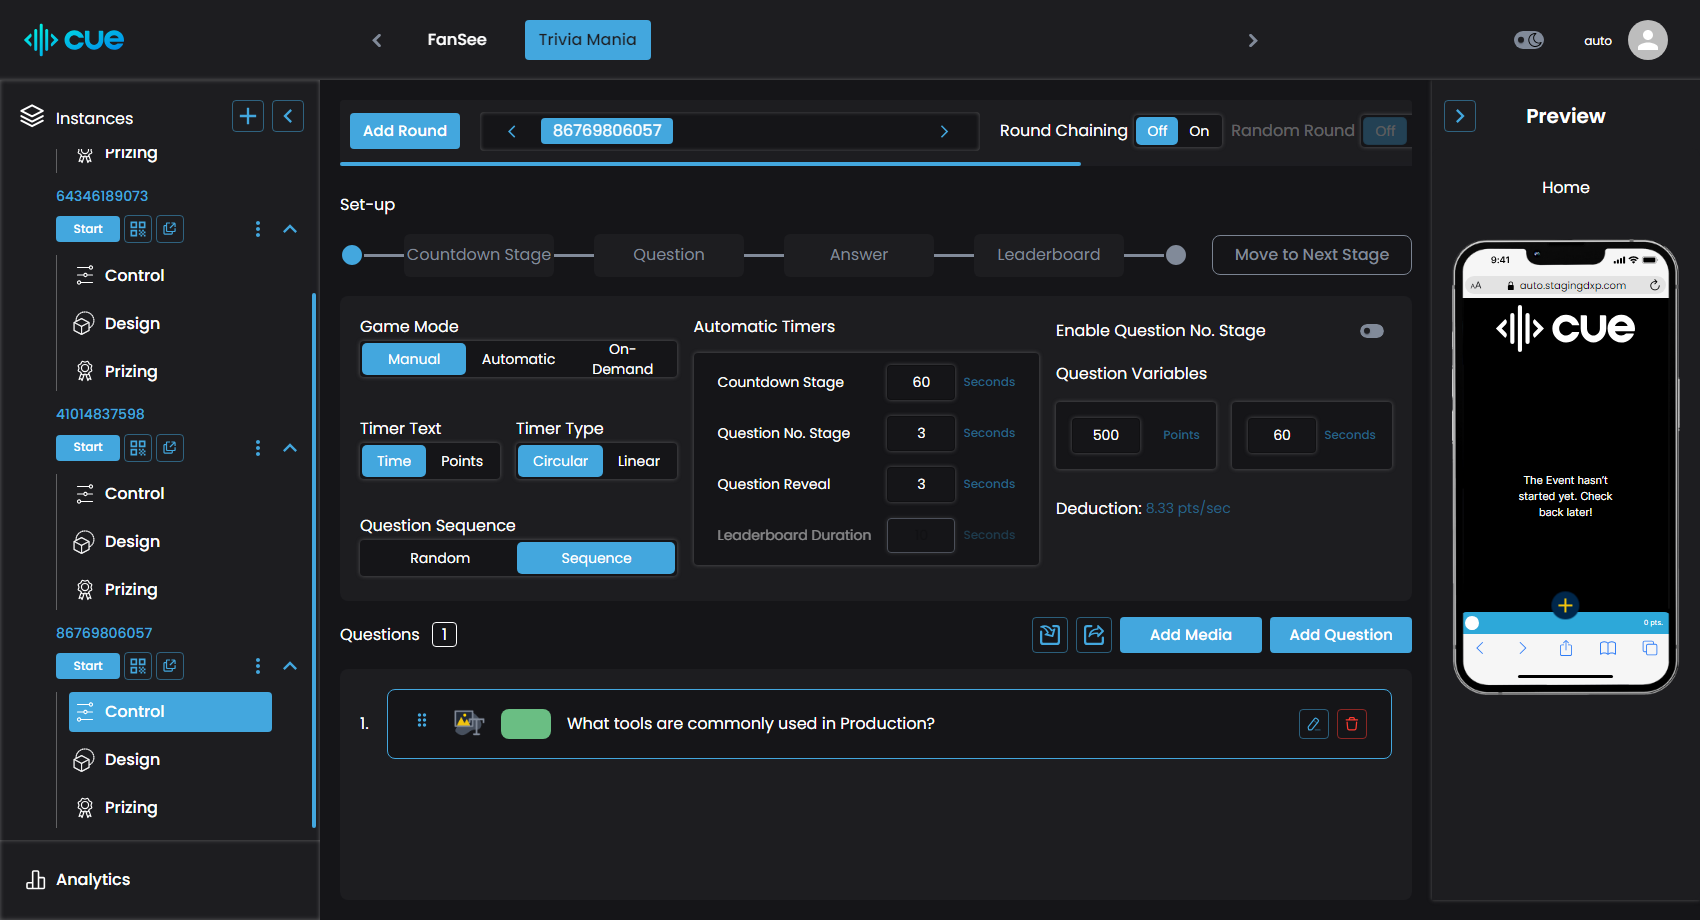 cue
FanSee
Trivia Mania
auto
Instances
Prizing
64346189073
Start
Control
Design
Prizing
41014837598
Start
Control
Design
Prizing
86769806057
Start
Control
Design
Prizing
Analytics
Add Round
86769806057
Round Chaining
Off
On
Random Round
Off
Set-up
Countdown Stage
Question
Answer
Leaderboard
Move to Next Stage
Game Mode
Manual
Automatic
On-
Demand
Timer Text
Time
Points
Timer Type
Circular
Linear
Question Sequence
Random
Sequence
Automatic Timers
Countdown Stage 60 Seconds
Question No. Stage 3 Seconds
Question Reveal 3 Seconds
Leaderboard Duration Seconds
Enable Question No. Stage
Question Variables
500 Points
60 Seconds
Deduction: 8.33 pts/sec
Questions 1
Add Media
Add Question
1. What tools are commonly used in Production?
Preview
Home
9:41
AA auto.stagingdxp.com
cue
The Event hasn't
started yet. Check
back later!
0 pts.